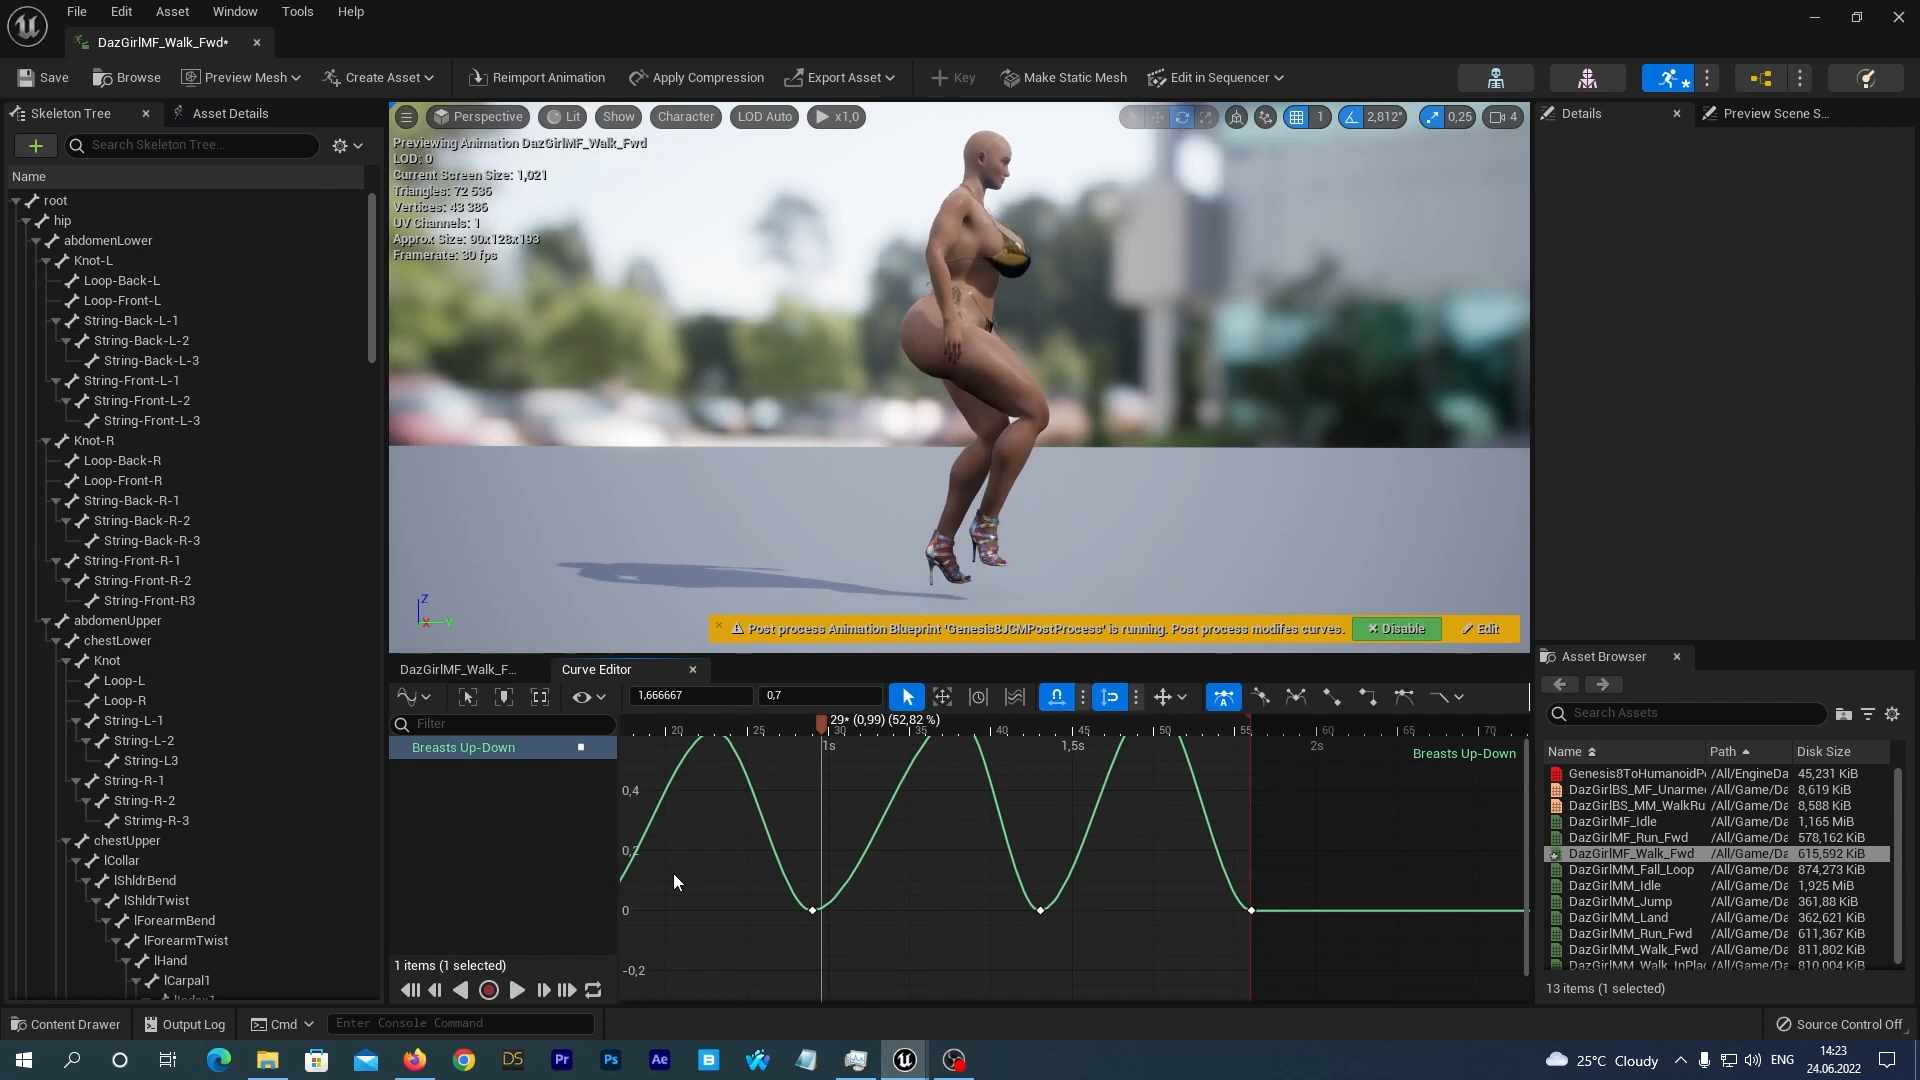 File Edit Asset Window Tools Help
DazGirlMF_Walk_Fwd*
Save Browse Preview Mesh Create Asset Reimport Animation Apply Compression Export Asset Key Make Static Mesh Edit in Sequencer
Skeleton Tree Asset Details
Search Skeleton Tree...
Name
root
hip
abdomenLower
Knot-L
Loop-Back-L
Loop-Front-L
String-Back-L-1
String-Back-L-2
String-Back-L-3
String-Front-L-1
String-Front-L-2
String-Front-L-3
Knot-R
Loop-Back-R
Loop-Front-R
String-Back-R-1
String-Back-R-2
String-Back-R-3
String-Front-R-1
String-Front-R-2
String-Front-R3
abdomenUpper
chestLower
Knot
Loop-L
Loop-R
String-L-1
String-L-2
String-L3
String-R-1
String-R-2
Strimg-R-3
chestUpper
lCollar
lShldrBend
lShldrTwist
lForearmBend
lForearmTwist
lHand
lCarpal1
lIndex1
Perspective Lit Show Character LOD Auto x1,0 1 2,812° 0,25 4
Previewing Animation DazGirlMF_Walk_Fwd
LOD: 0
Current Screen Size: 1,021
Triangles: 72 536
Vertices: 43 386
UV Channels: 1
Approx Size: 90x128x193
Framerate: 30 fps
Z
X Y
Post process Animation Blueprint 'Genesis8JCMPostProcess' is running. Post process modifes curves. Disable Edit
DazGirlMF_Walk_F... Curve Editor
1,666667 0,7
Filter
Breasts Up-Down
1 items (1 selected)
29* (0,99) (52,82 %)
20 25 30 35 40 45 50 55 60 65 70
1s 1,5s 2s
Breasts Up-Down
0,4
0,2
0
-0,2
Details Preview Scene S...
Asset Browser
Search Assets
Name Path Disk Size
Genesis8ToHumanoidP /All/EngineDa 45,231 KiB
DazGirlBS_MF_Unarme /All/Game/Da 8,619 KiB
DazGirlBS_MM_WalkRu /All/Game/Da 8,588 KiB
DazGirlMF_Idle /All/Game/Da 1,165 MiB
DazGirlMF_Run_Fwd /All/Game/Da 578,162 KiB
DazGirlMF_Walk_Fwd /All/Game/Da 615,592 KiB
DazGirlMM_Fall_Loop /All/Game/Da 874,273 KiB
DazGirlMM_Idle /All/Game/Da 1,925 MiB
DazGirlMM_Jump /All/Game/Da 361,88 KiB
DazGirlMM_Land /All/Game/Da 362,621 KiB
DazGirlMM_Run_Fwd /All/Game/Da 611,367 KiB
DazGirlMM_Walk_Fwd /All/Game/Da 811,802 KiB
DazGirlMM_Walk_InPlac /All/Game/Da 810,004 KiB
13 items (1 selected)
Content Drawer Output Log Cmd Enter Console Command Source Control Off
DS Pr Ps Ae B 25°C Cloudy ENG
14:23
24.06.2022